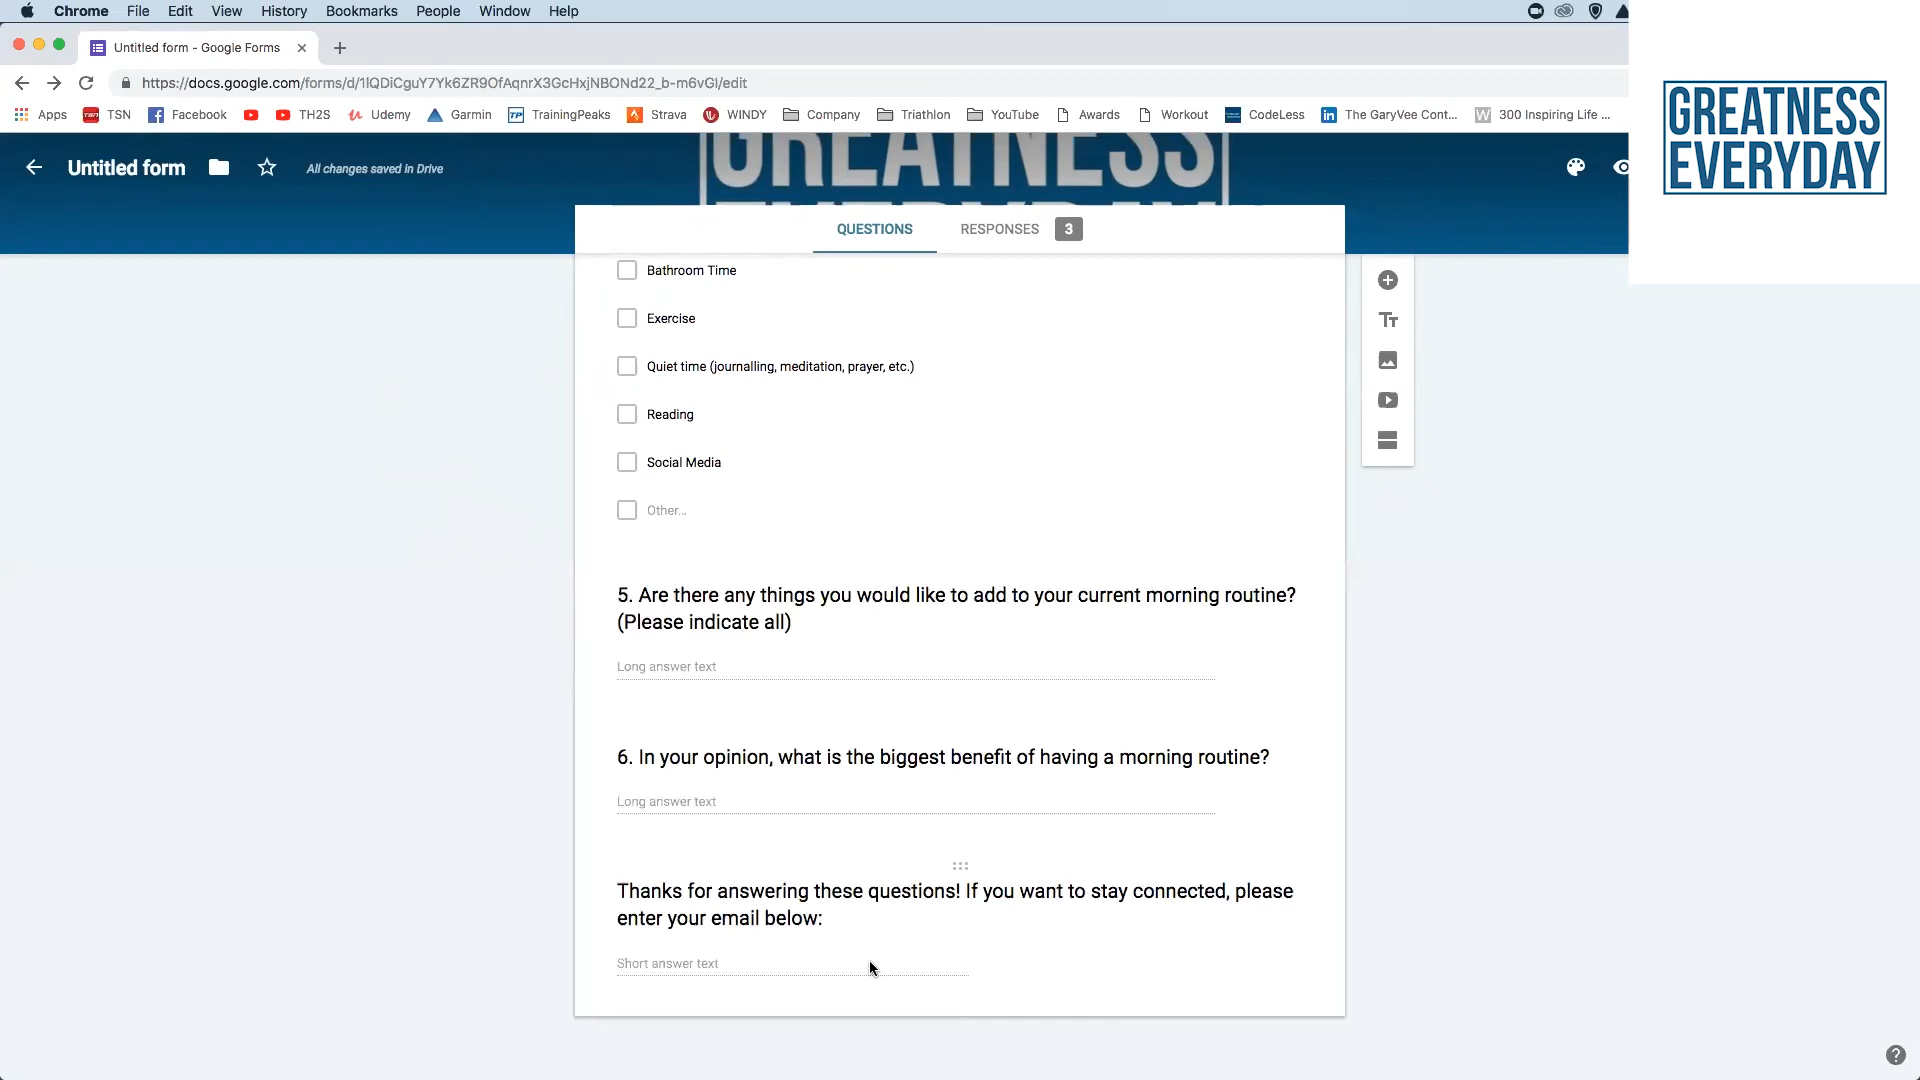 Chrome File Edit View History Bookmarks People Window Help
Untitled form - Google Forms
https://docs.google.com/forms/d/1IQDiCguY7Yk6ZR9OfAqnrX3GcHxjNBONd22_b-m6vGI/edit
Apps TSN Facebook TH2S Udemy Garmin TrainingPeaks Strava WINDY Company Triathlon YouTube Awards Workout CodeLess The GaryVee Cont... 300 Inspiring Life ...
GREATNESS
EVERYDAY
GREATNESS
Untitled form All changes saved in Drive
QUESTIONS RESPONSES 3
Bathroom Time
Exercise
Quiet time (journalling, meditation, prayer, etc.)
Reading
Social Media
Other...
5. Are there any things you would like to add to your current morning routine?
(Please indicate all)
Long answer text
6. In your opinion, what is the biggest benefit of having a morning routine?
Long answer text
Thanks for answering these questions! If you want to stay connected, please
enter your email below:
Short answer text